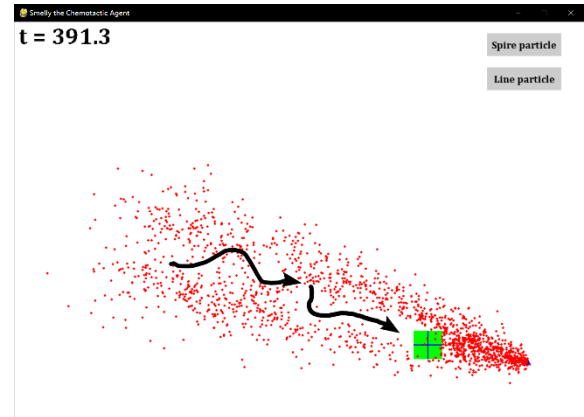 Smelly the Chemotactic Agent
t = 391.3
Spire particle
Line particle